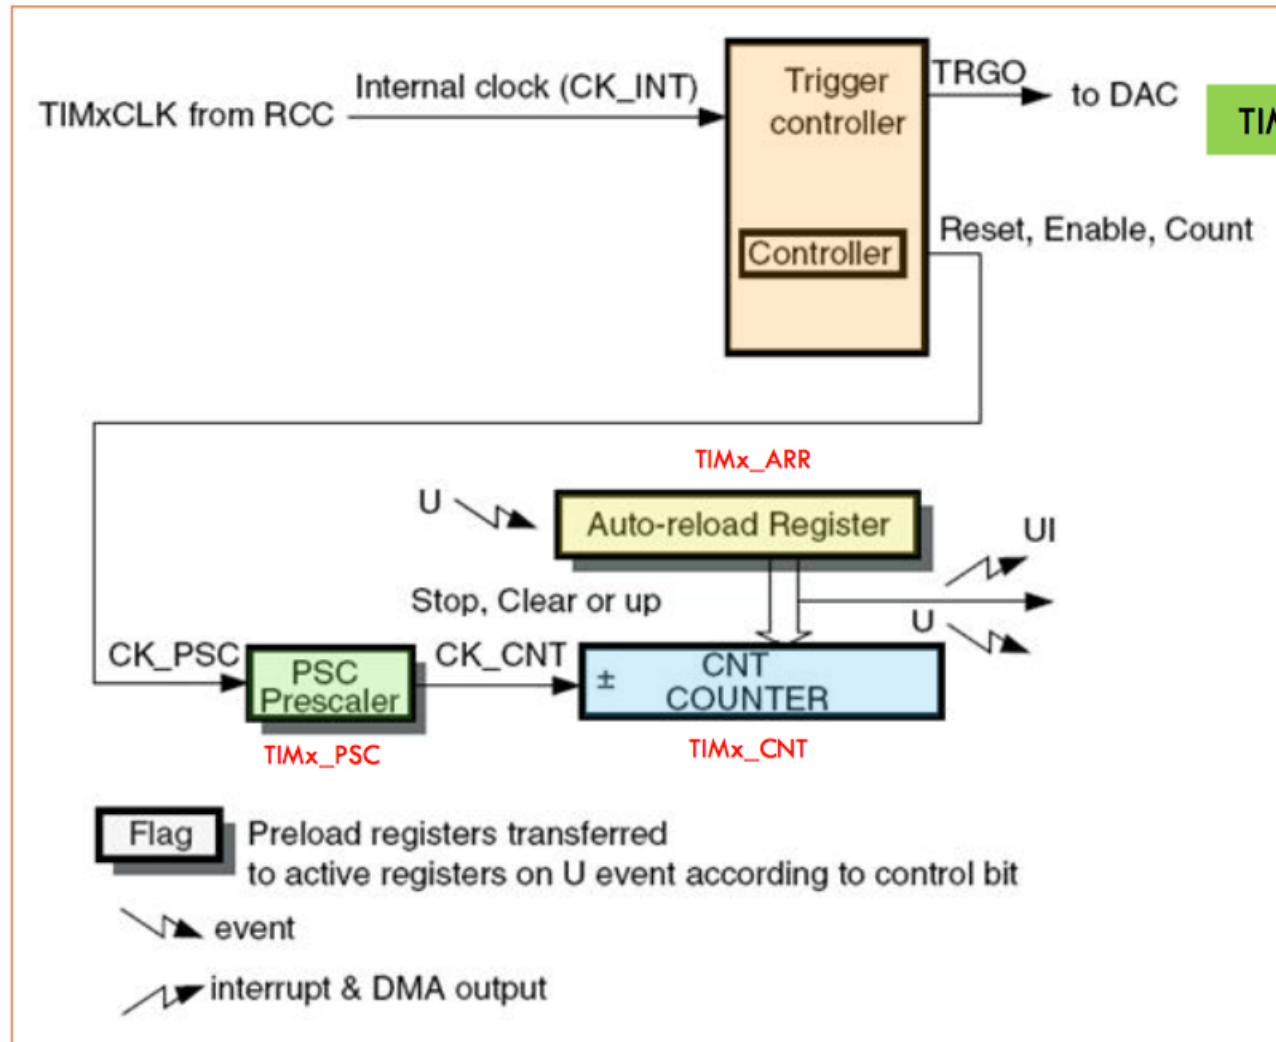 Internal clock (CK_INT)
TIMxCLK from RCC
Trigger
controller
TRGO
to DAC
Controller
Reset, Enable, Count
TIMx_ARR
U
Auto-reload Register
UI
Stop, Clear or up
U
CK_PSC
PSC
Prescaler
CK_CNT
± CNT
COUNTER
TIMx_PSC
TIMx_CNT
Flag
Preload registers transferred
to active registers on U event according to control bit
event
interrupt & DMA output